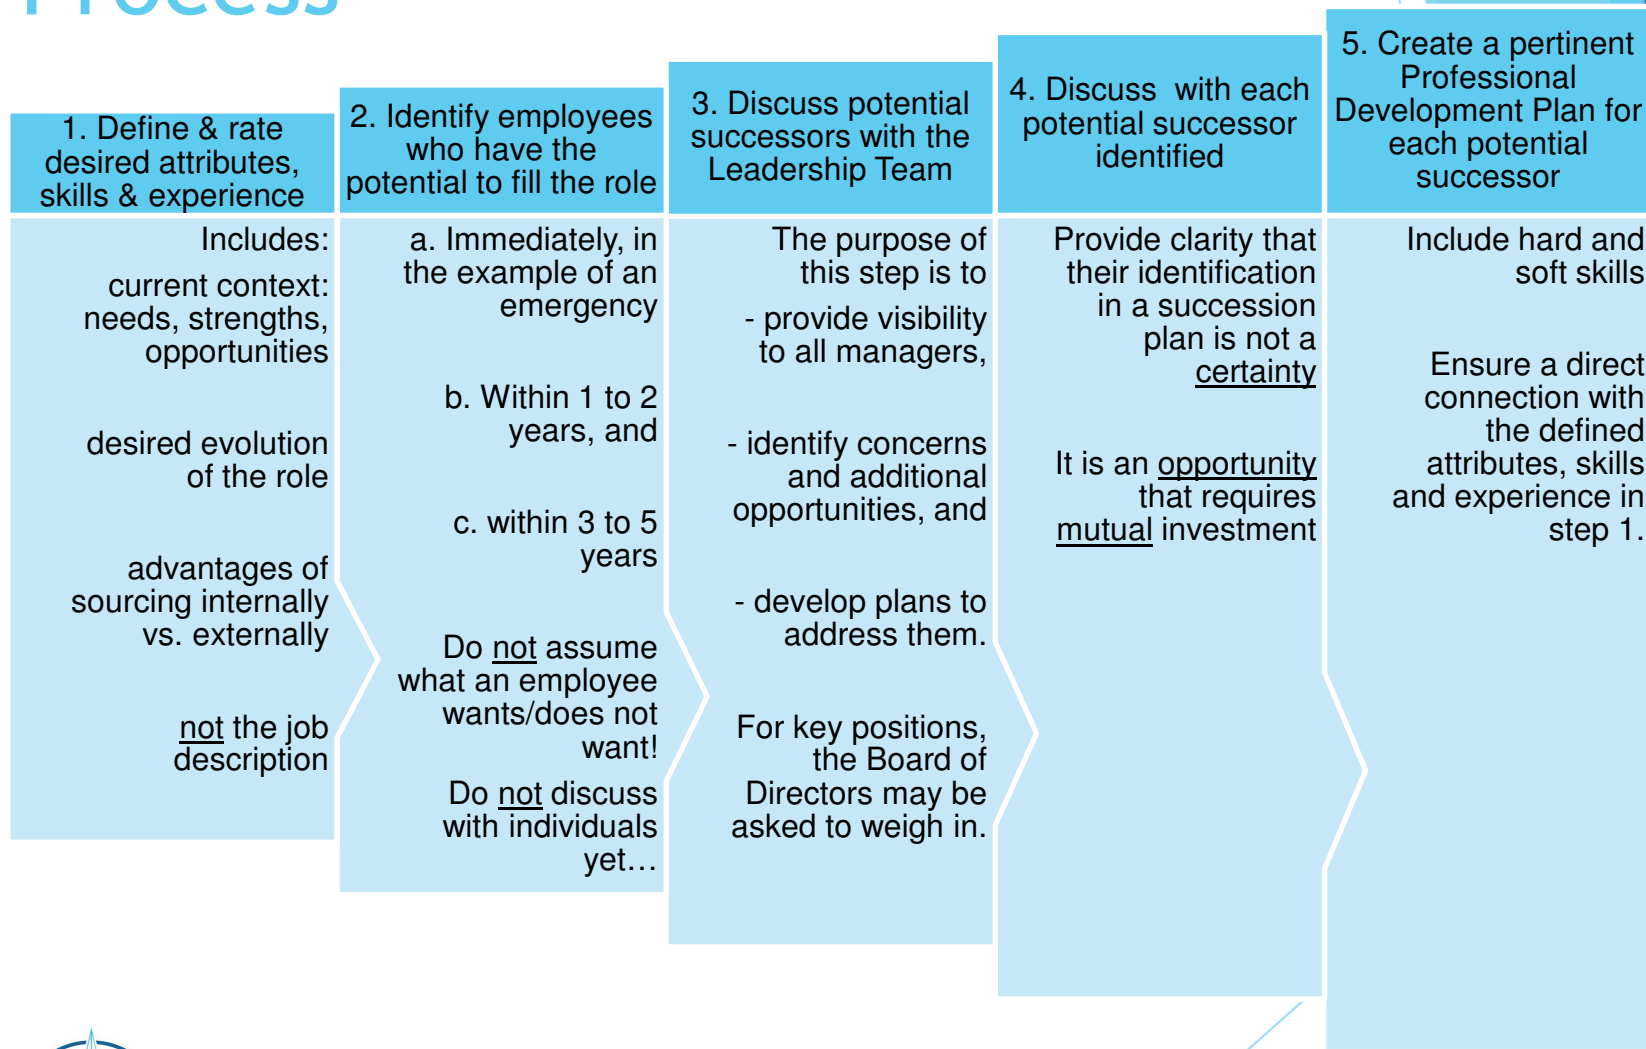 Process
1. Define & rate
desired attributes,
skills & experience
Includes:
current context:
needs, strengths,
opportunities
desired evolution
of the role
advantages of
sourcing internally
vs. externally
not the job
description
2. Identify employees
who have the
potential to fill the role
a. Immediately, in
the example of an
emergency
b. Within 1 to 2
years, and
c. within 3 to 5
years
Do not assume
what an employee
wants/does not
want!
Do not discuss
with individuals
yet…
3. Discuss potential
successors with the
Leadership Team
The purpose of
this step is to
- provide visibility
to all managers,
- identify concerns
and additional
opportunities, and
- develop plans to
address them.
For key positions,
the Board of
Directors may be
asked to weigh in.
4. Discuss  with each
potential successor
identified
Provide clarity that
their identification
in a succession
plan is not a
certainty
It is an opportunity
that requires
mutual investment
5. Create a pertinent
Professional
Development Plan for
each potential
successor
Include hard and
soft skills
Ensure a direct
connection with
the defined
attributes, skills
and experience in
step 1.